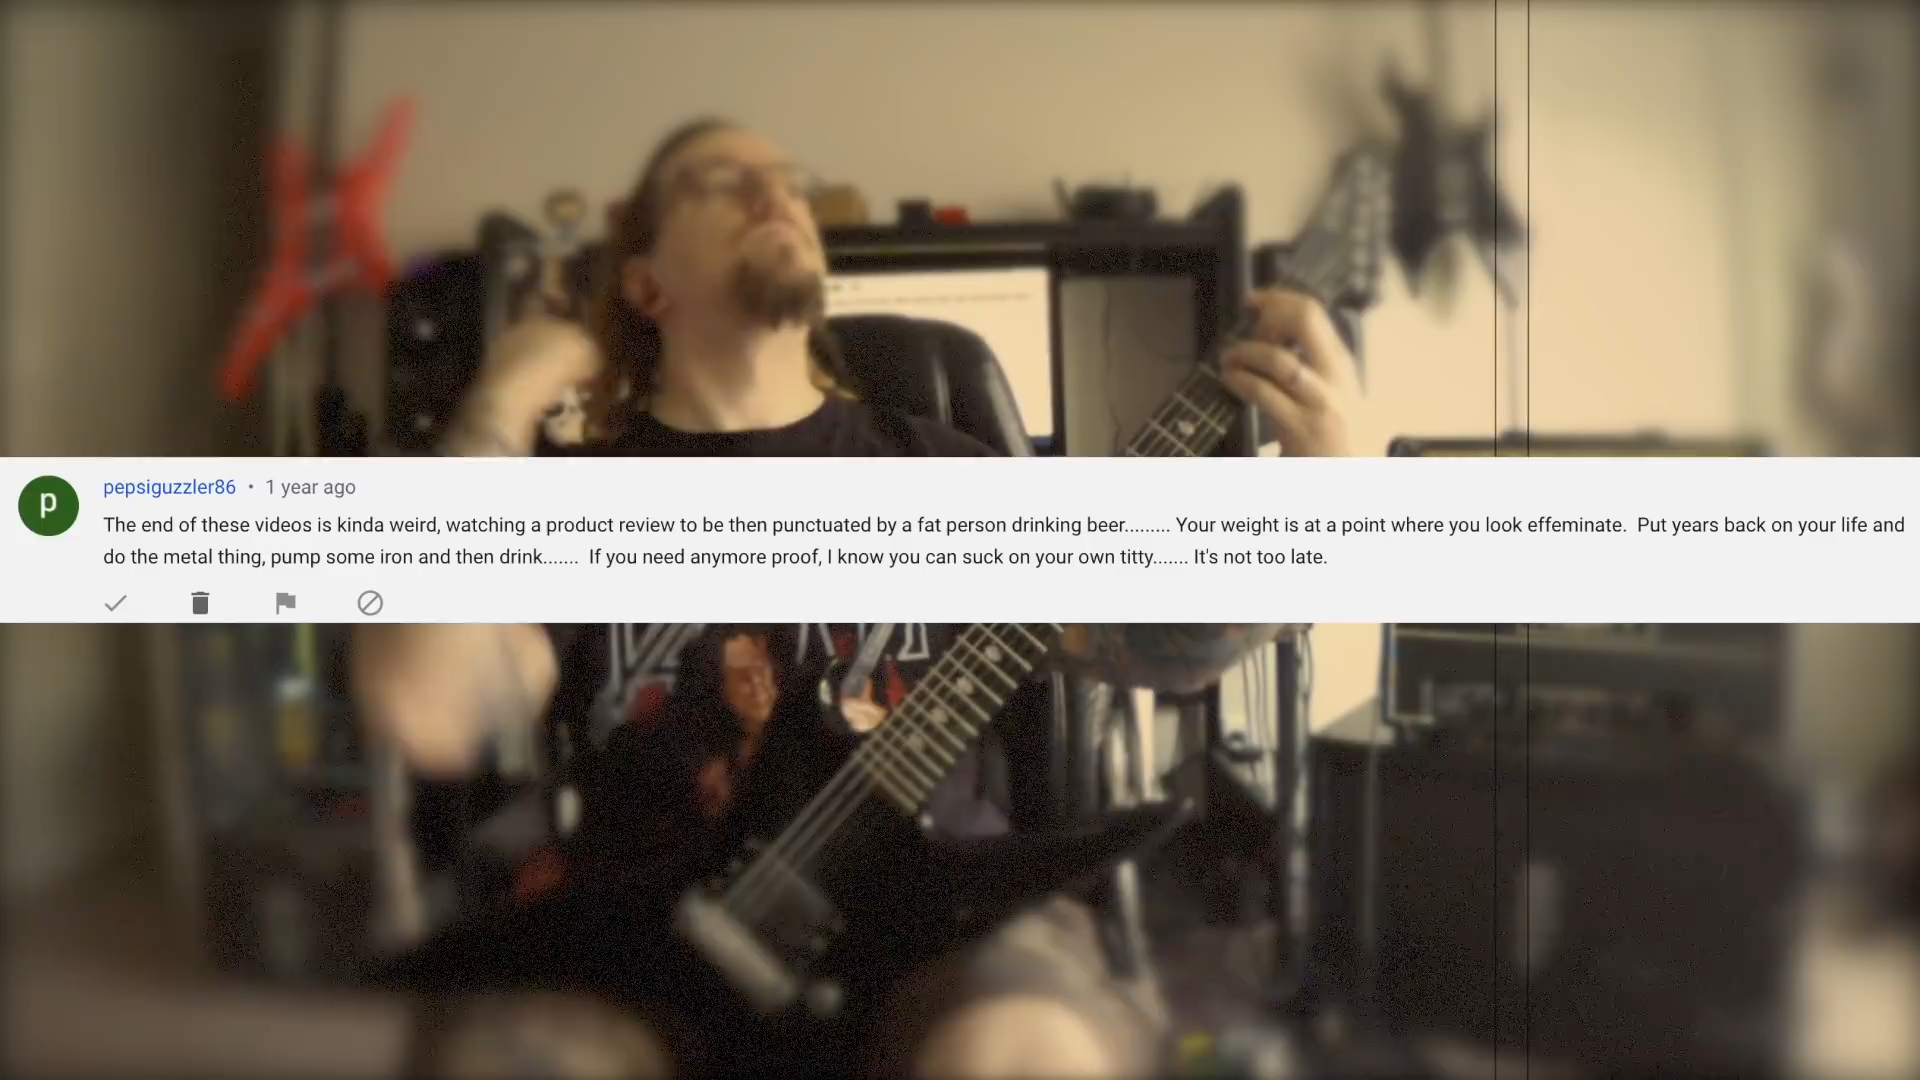 pepsiguzzler86 • 1 year ago
The end of these videos is kinda weird, watching a product review to be then punctuated by a fat person drinking beer......... Your weight is at a point where you look effeminate.  Put years back on your life and
do the metal thing, pump some iron and then drink.......  If you need anymore proof, I know you can suck on your own titty....... It's not too late.